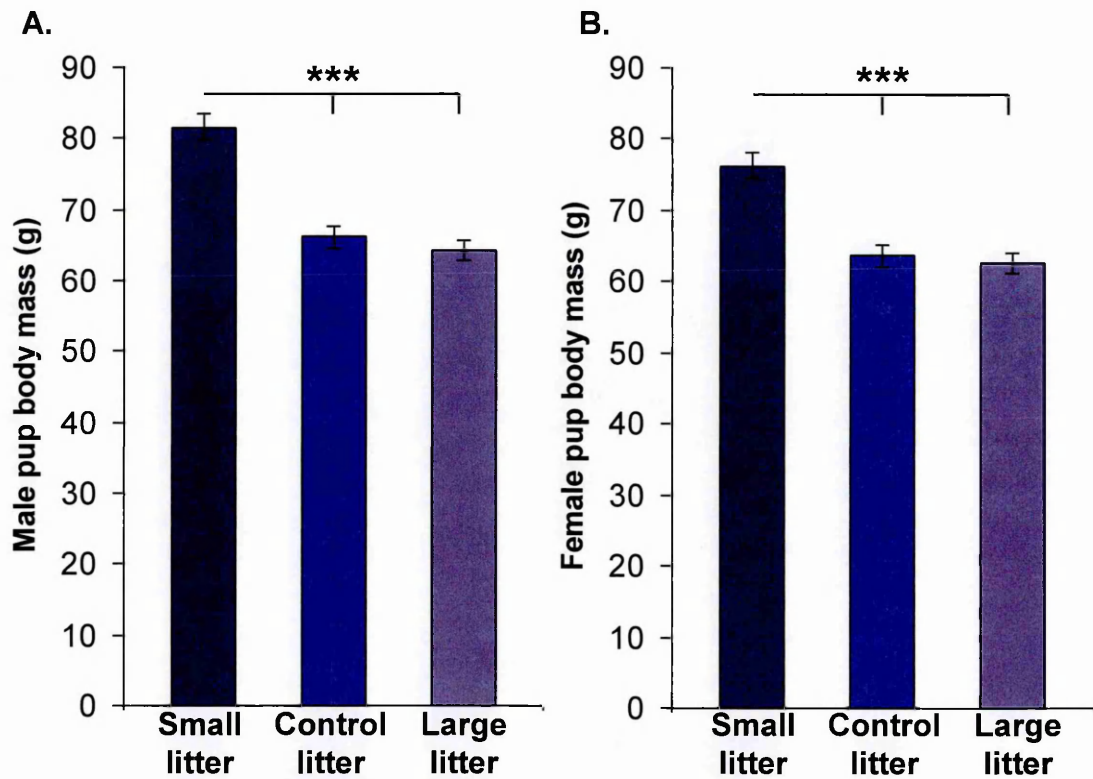 A.
Male pup body mass (g)
90
80
70
60
50
40
30
20
10
0
***
Small
litter
Control
litter
Large
litter
B.
Female pup body mass (g)
90
80
70
60
50
40
30
20
10
0
***
Small
litter
Control
litter
Large
litter